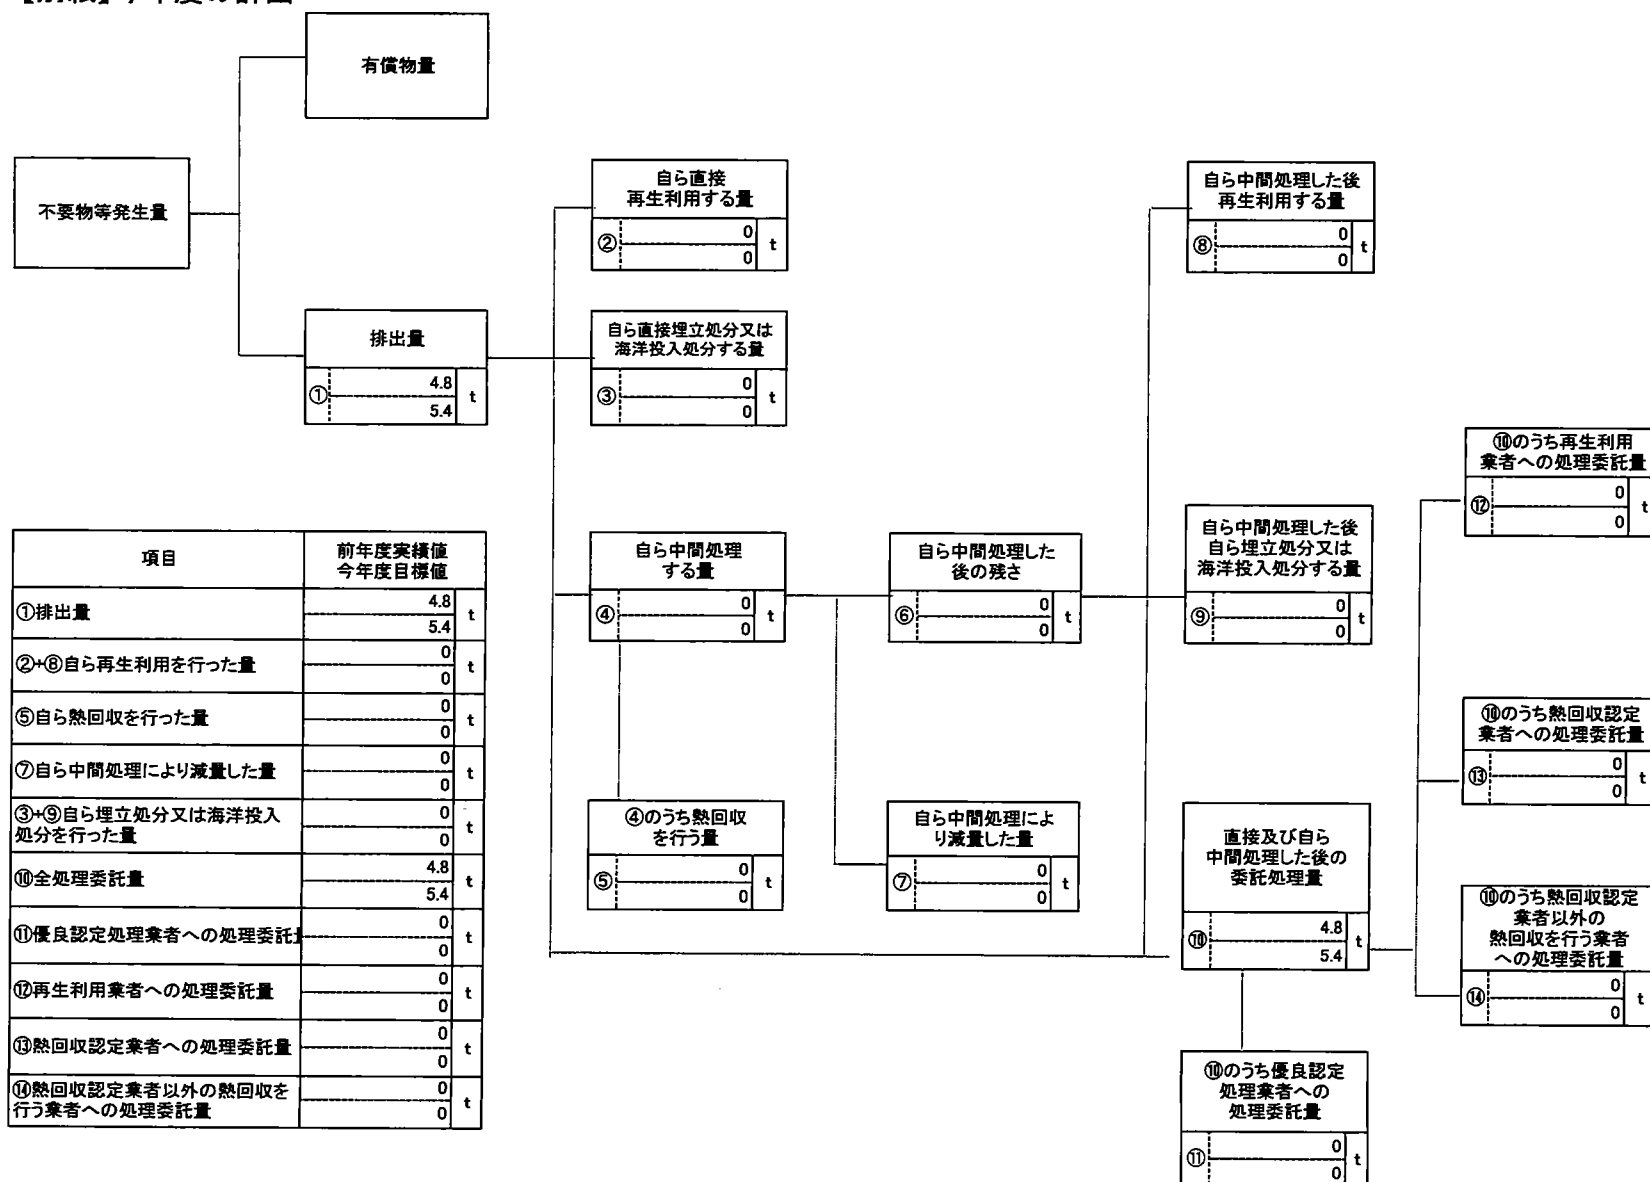 有償物量
不要物等発生量
自ら直接
再生利用する量
② 0 t
0
自ら中間処理した後
再生利用する量
⑧ 0 t
0
排出量
① 4.8 t
5.4
自ら直接埋立処分又は
海洋投入処分する量
③ 0 t
0
⑩のうち再生利用
業者への処理委託量
⑫ 0 t
0
自ら中間処理
する量
④ 0 t
0
自ら中間処理した
後の残さ
⑥ 0 t
0
自ら中間処理した後
自ら埋立処分又は
海洋投入処分する量
⑨ 0 t
0
⑩のうち熱回収認定
業者への処理委託量
⑬ 0 t
0
④のうち熱回収
を行う量
⑤ 0 t
0
自ら中間処理によ
り減量した量
⑦ 0 t
0
直接及び自ら
中間処理した後の
委託処理量
⑩ 4.8 t
5.4
⑩のうち熱回収認定
業者以外の
熱回収を行う業者
への処理委託量
⑭ 0 t
0
⑩のうち優良認定
処理業者への
処理委託量
⑪ 0 t
0
項目 前年度実績値
今年度目標値
①排出量 4.8 t
5.4
②+⑧自ら再生利用を行った量 0 t
0
⑤自ら熱回収を行った量 0 t
0
⑦自ら中間処理により減量した量 0 t
0
③+⑨自ら埋立処分又は海洋投入
処分を行った量 0 t
0
⑩全処理委託量 4.8 t
5.4
⑪優良認定処理業者への処理委託 0 t
0
⑫再生利用業者への処理委託量 0 t
0
⑬熱回収認定業者への処理委託量 0 t
0
⑭熱回収認定業者以外の熱回収を
行う業者への処理委託量 0 t
0